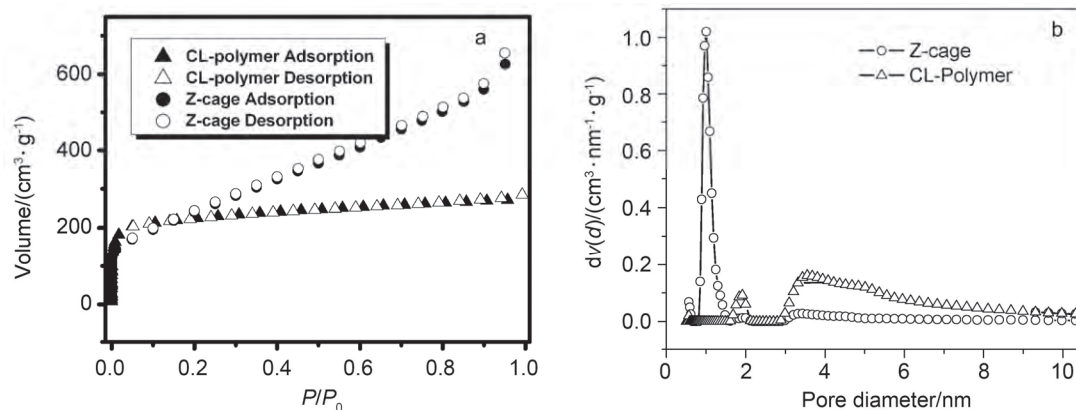 a
CL-polymer Adsorption
CL-polymer Desorption
Z-cage Adsorption
Z-cage Desorption
Volume/(cm³·g⁻¹)
600
400
200
0
0.0 0.2 0.4 0.6 0.8 1.0
P/P₀
b
Z-cage
CL-Polymer
dv(d)/(cm³·nm⁻¹·g⁻¹)
1.0
0.8
0.6
0.4
0.2
0.0
0 2 4 6 8 10
Pore diameter/nm